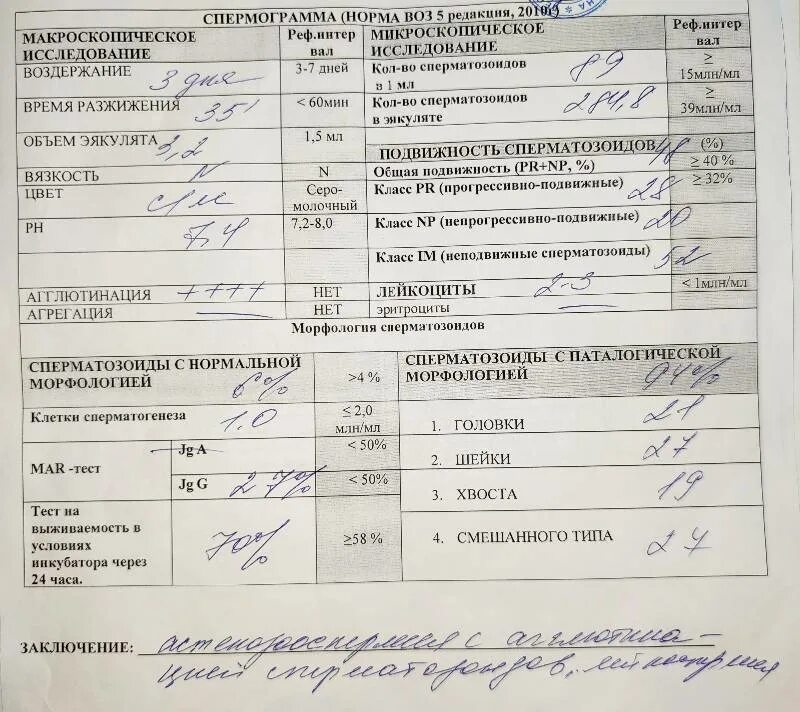 СПЕРМОГРАММА (НОРМА ВОЗ 5 редакция, 2010г)
МАКРОСКОПИЧЕСКОЕ ИССЛЕДОВАНИЕ Реф.интер вал
ВОЗДЕРЖАНИЕ 3 дня 3-7 дней
ВРЕМЯ РАЗЖИЖЕНИЯ 35' < 60мин
ОБЪЕМ ЭЯКУЛЯТА 3,2 1,5 мл
ВЯЗКОСТЬ N N
ЦВЕТ с/м Серо-молочный
PH 7,4 7,2-8,0
АГГЛЮТИНАЦИЯ ++++ НЕТ
АГРЕГАЦИЯ — НЕТ
МИКРОСКОПИЧЕСКОЕ ИССЛЕДОВАНИЕ Реф.интер вал
Кол-во сперматозоидов в 1 мл 89 ≥ 15млн/мл
Кол-во сперматозоидов в эякуляте 284,8 ≥ 39млн/мл
ПОДВИЖНОСТЬ СПЕРМАТОЗОИДОВ (%)
Общая подвижность (PR+NP, %) 48 ≥ 40 %
Класс PR (прогрессивно-подвижные) 28 ≥ 32%
Класс NP (непрогрессивно-подвижные) 20
Класс IM (неподвижные сперматозоиды) 52
ЛЕЙКОЦИТЫ 2-3 < 1млн/мл
эритроциты —
Морфология сперматозоидов
СПЕРМАТОЗОИДЫ С НОРМАЛЬНОЙ МОРФОЛОГИЕЙ 6% >4 %
Клетки сперматогенеза 1.0 ≤ 2,0 млн/мл
MAR -тест
Jg A < 50%
Jg G 27% < 50%
Тест на выживаемость в условиях инкубатора через 24 часа. 70% ≥58 %
СПЕРМАТОЗОИДЫ С ПАТАЛОГИЧЕСКОЙ МОРФОЛОГИЕЙ 94%
1. ГОЛОВКИ 21
2. ШЕЙКИ 27
3. ХВОСТА 19
4. СМЕШАННОГО ТИПА 27
ЗАКЛЮЧЕНИЕ: астенозооспермия с агглютина-
цией сперматозоидов,